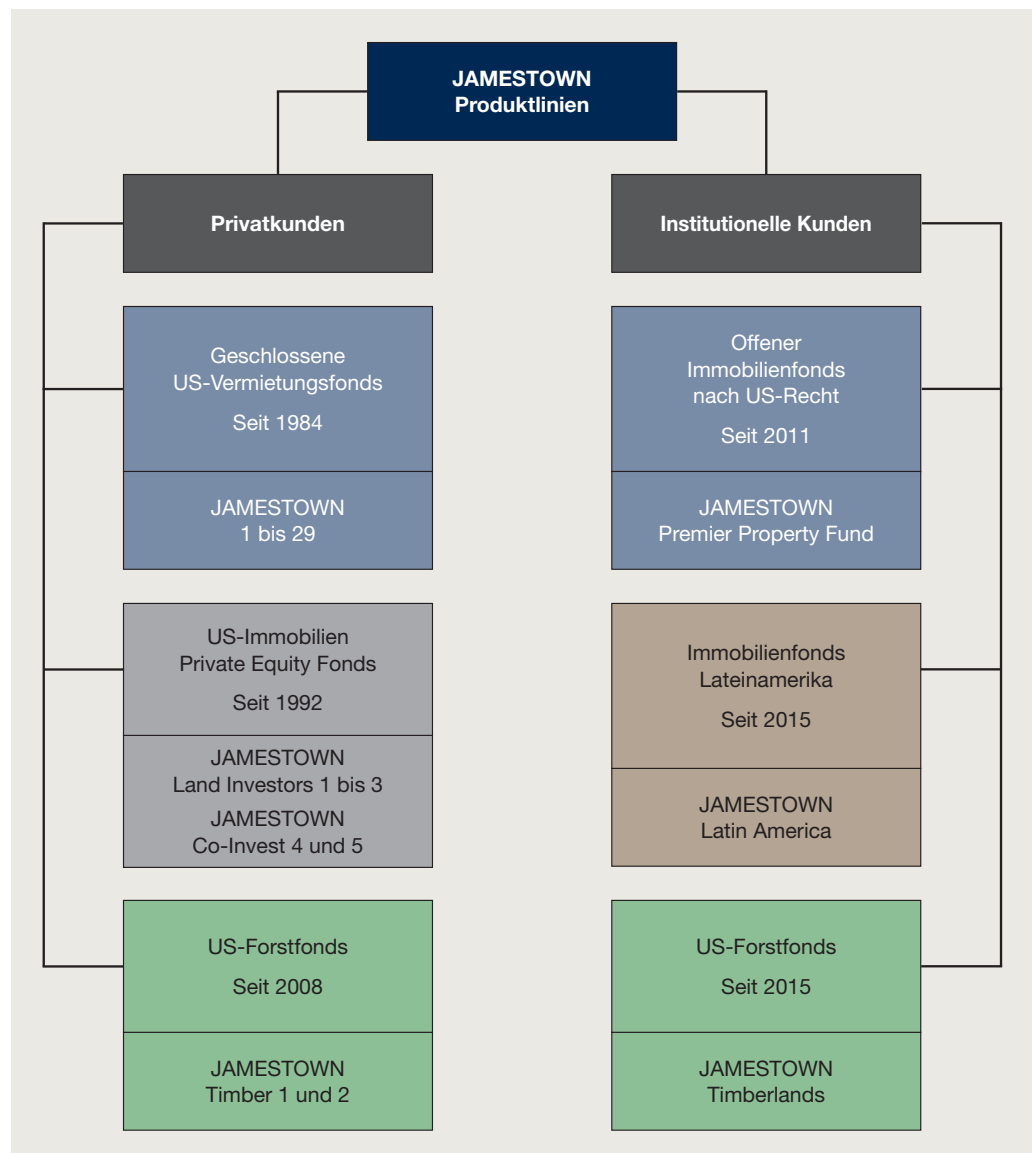 JAMESTOWN
Produktlinien
Privatkunden
Geschlossene
US-Vermietungsfonds
Seit 1984
JAMESTOWN
1 bis 29
US-Immobilien
Private Equity Fonds
Seit 1992
JAMESTOWN
Land Investors 1 bis 3
JAMESTOWN
Co-Invest 4 und 5
US-Forstfonds
Seit 2008
JAMESTOWN
Timber 1 und 2
Institutionelle Kunden
Offener
Immobilienfonds
nach US-Recht
Seit 2011
JAMESTOWN
Premier Property Fund
Immobilienfonds
Lateinamerika
Seit 2015
JAMESTOWN
Latin America
US-Forstfonds
Seit 2015
JAMESTOWN
Timberlands